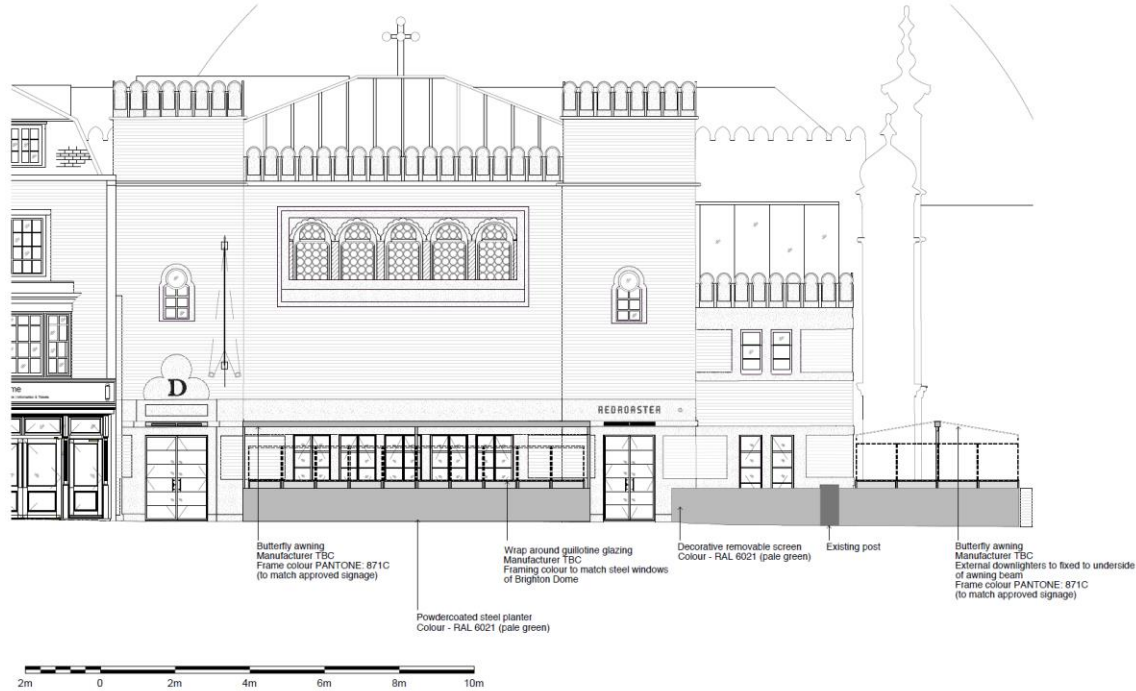 D
REDROASTER
me
Butterfly awning
Manufacturer TBC
Frame colour PANTONE: 871C
(to match approved signage)
Wrap around guillotine glazing
Manufacturer TBC
Framing colour to match steel windows
of Brighton Dome
Decorative removable screen
Colour - RAL 6021 (pale green)
Existing post
Butterfly awning
Manufacturer TBC
External downlighters to fixed to underside
of awning beam
Frame colour PANTONE: 871C
(to match approved signage)
Powdercoated steel planter
Colour - RAL 6021 (pale green)
2m 0 2m 4m 6m 8m 10m